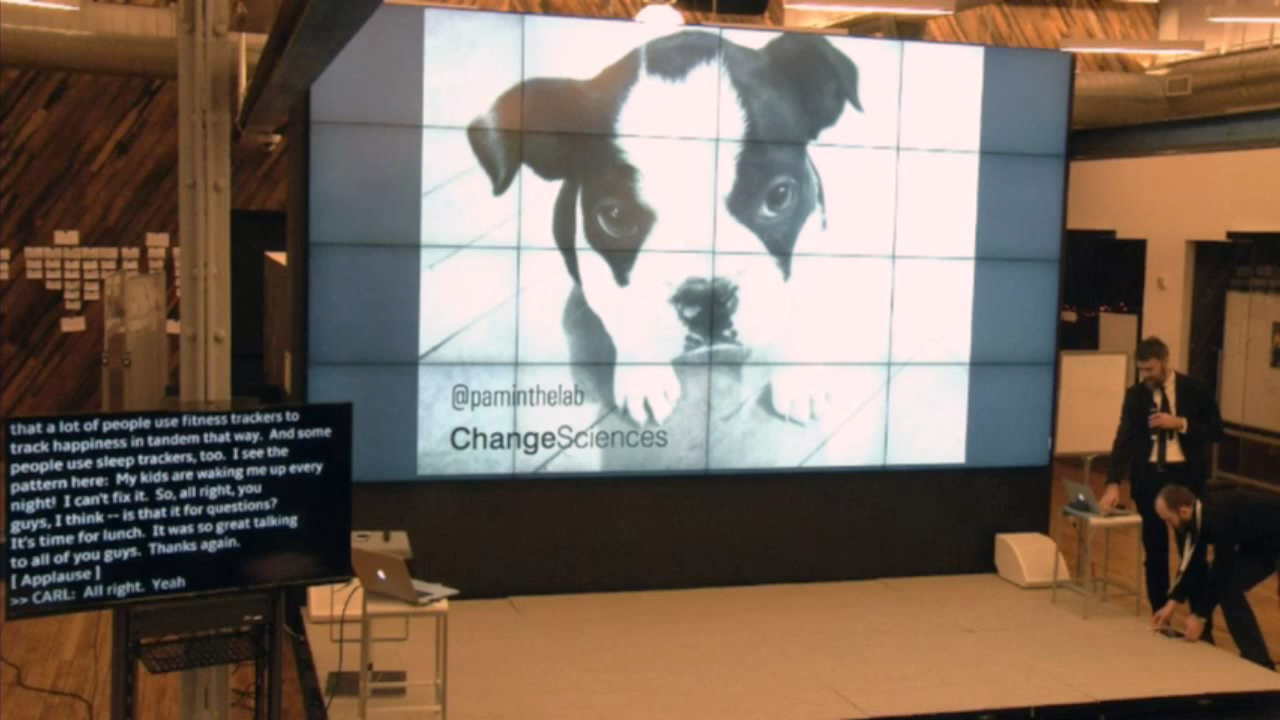 @paminthelab
ChangeSciences
that a lot of people use fitness trackers to
track happiness in tandem that way. And some
people use sleep trackers, too. I see the
pattern here: My kids are waking me up every
night! I can't fix it. So, all right, you
guys, I think -- is that it for questions?
It's time for lunch. It was so great talking
to all of you guys. Thanks again.
[ Applause ]
>> CARL: All right. Yeah